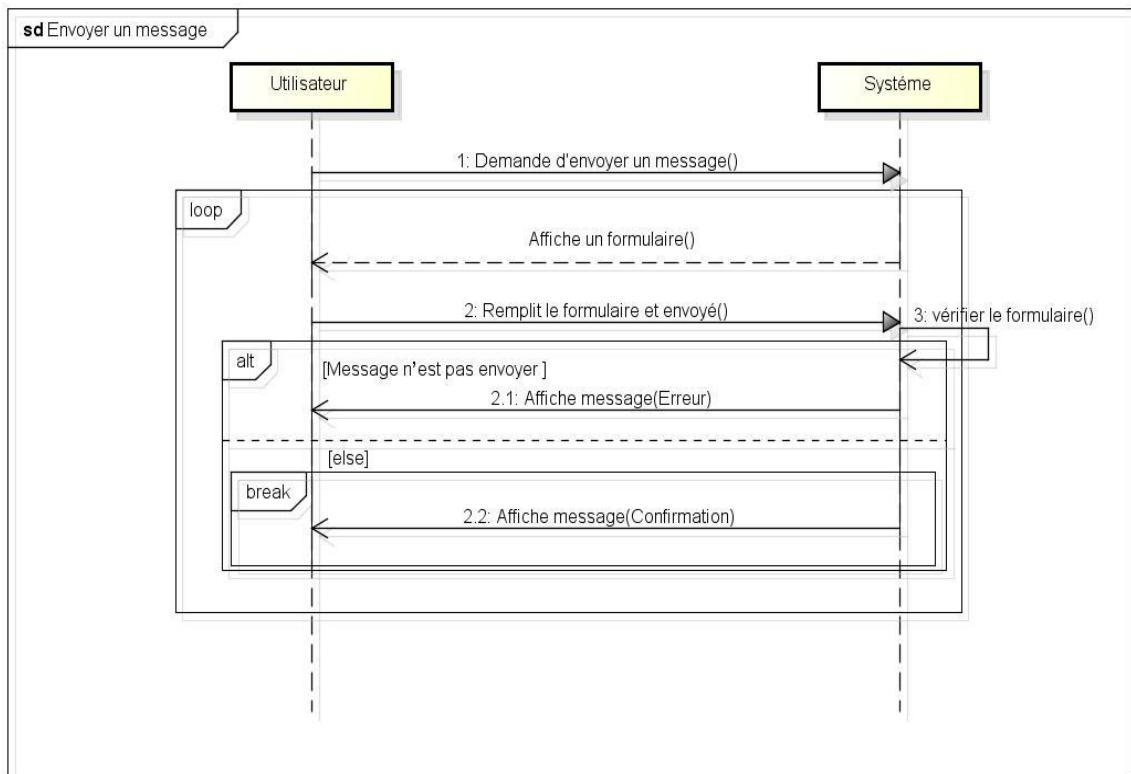 sd Envoyer un message
Utilisateur
Systéme
1: Demande d'envoyer un message()
loop
Affiche un formulaire()
2: Remplit le formulaire et envoyé()
3: vérifier le formulaire()
alt
[Message n'est pas envoyer ]
2.1: Affiche message(Erreur)
[else]
break
2.2: Affiche message(Confirmation)